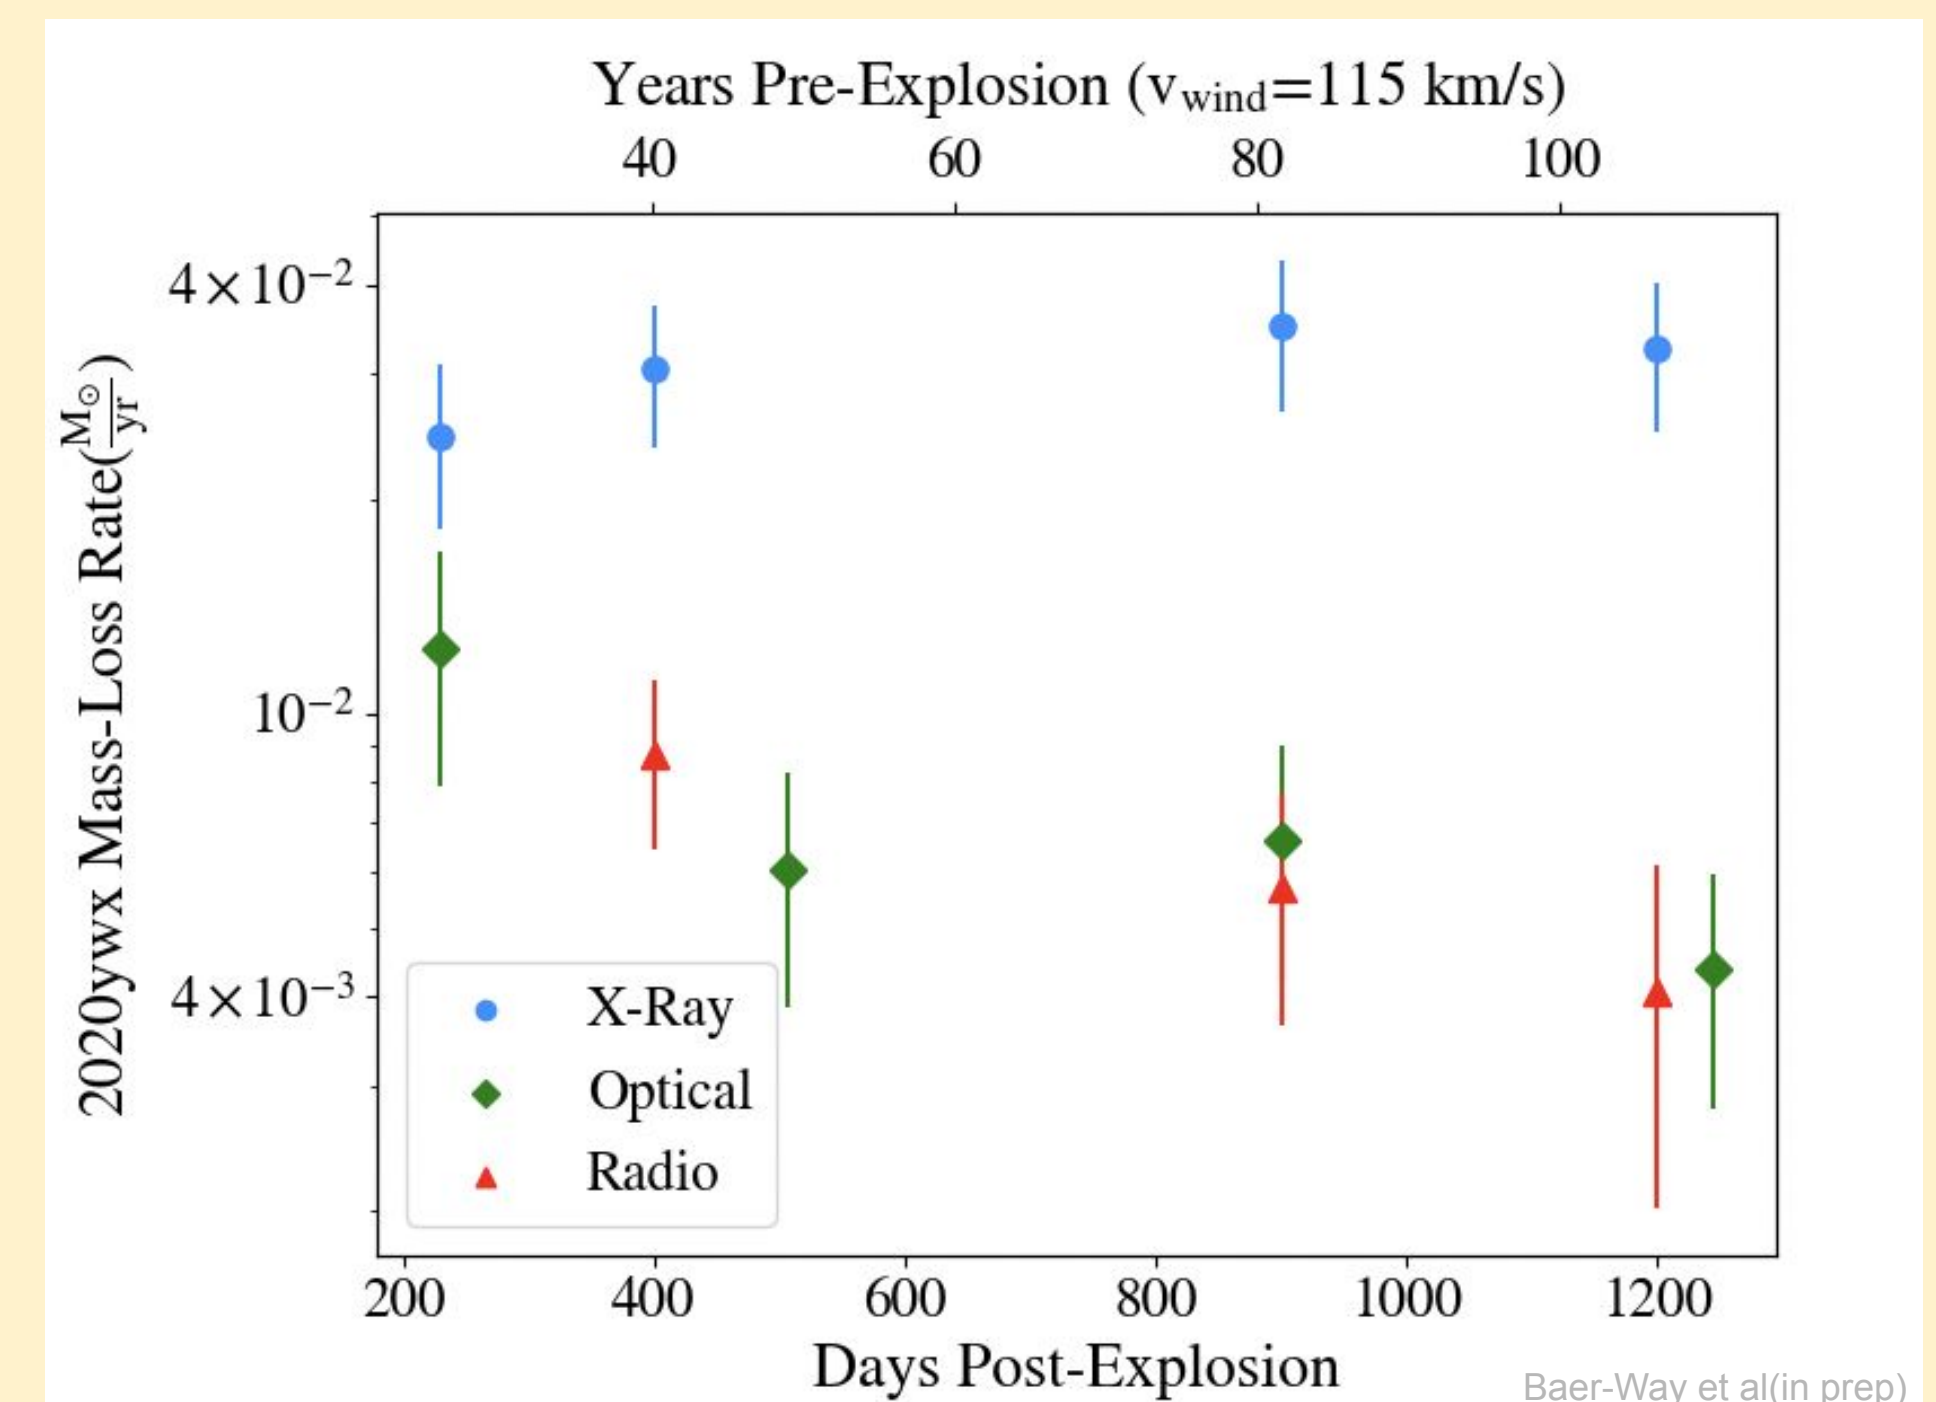 Years Pre-Explosion (v_wind=115 km/s)
40 60 80 100
2020ywx Mass-Loss Rate(M⊙/yr)
4×10⁻²
10⁻²
4×10⁻³
X-Ray
Optical
Radio
200 400 600 800 1000 1200
Days Post-Explosion
Baer-Way et al(in prep)